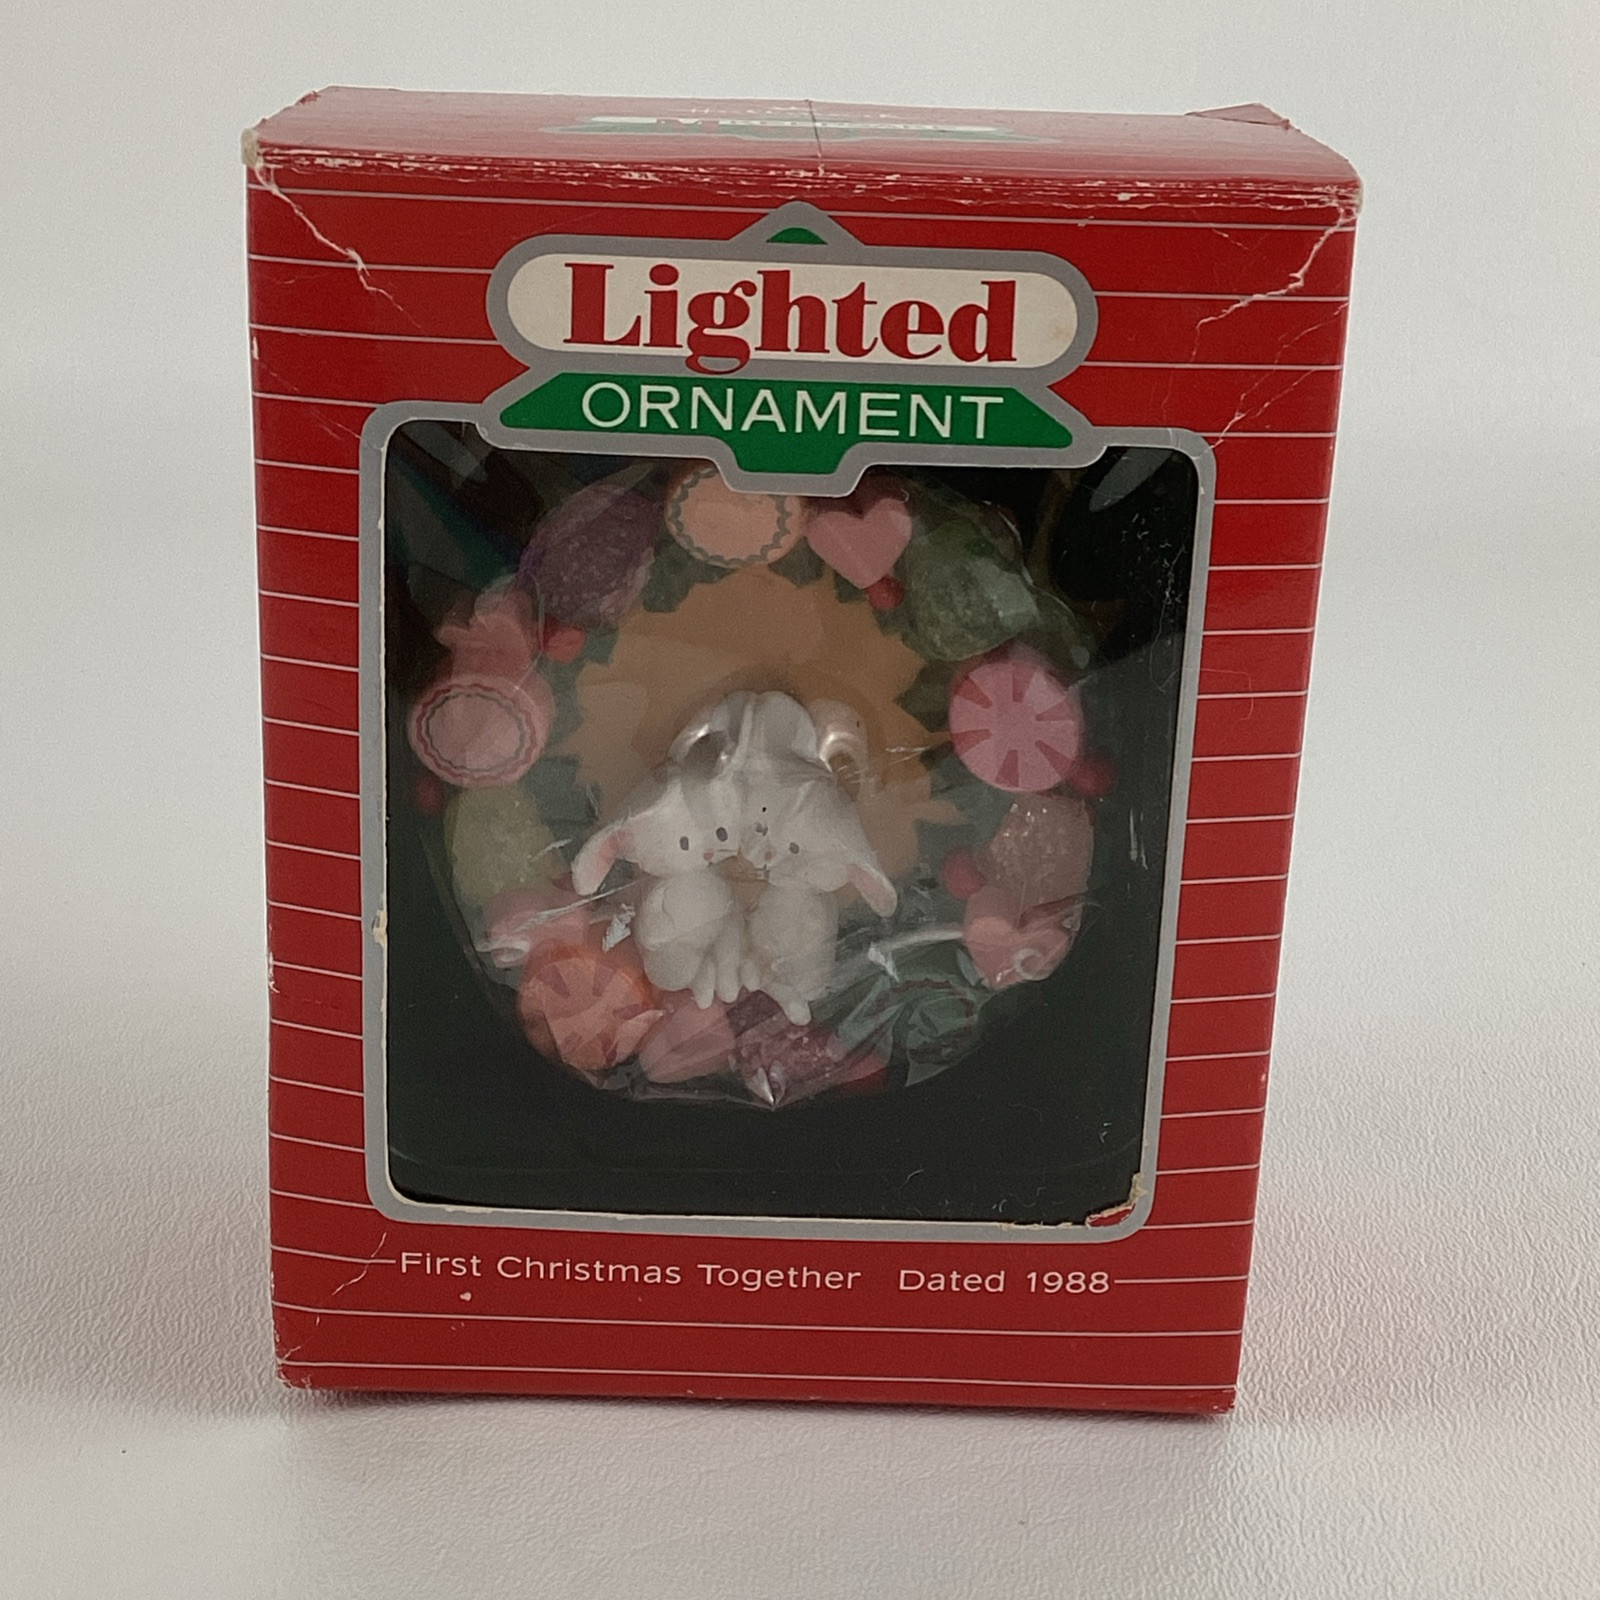 Lighted
ORNAMENT
First Christmas Together Dated 1988